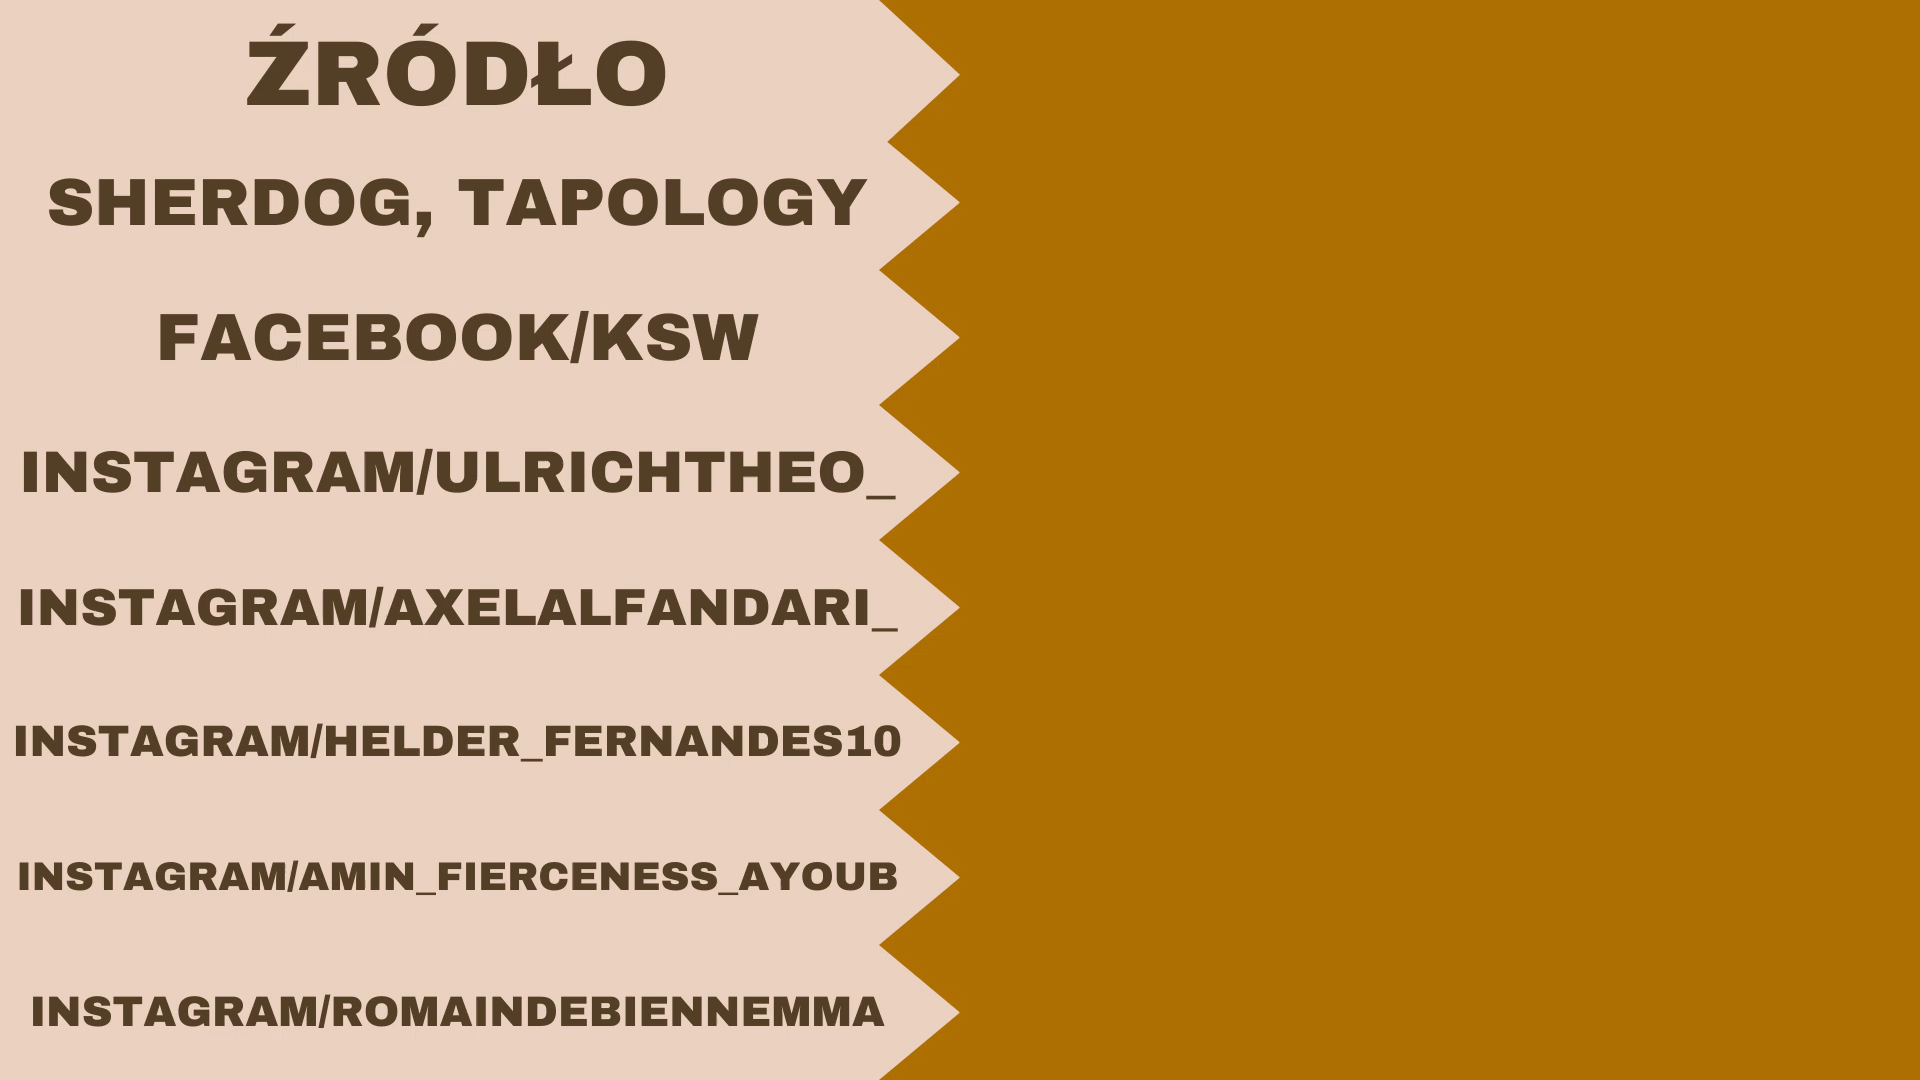 ŹRÓDŁO
SHERDOG, TAPOLOGY
FACEBOOK/KSW
INSTAGRAM/ULRICHTHEO_
INSTAGRAM/AXELALFANDARI_
INSTAGRAM/HELDER_FERNANDES10
INSTAGRAM/AMIN_FIERCENESS_AYOUB
INSTAGRAM/ROMAINDEBIENNEMMA